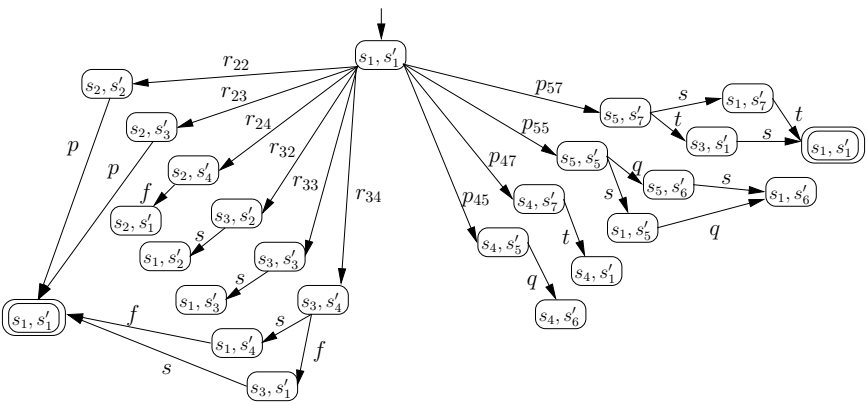 s₁, s′₁
r₂₂
s₂, s′₂
r₂₃
s₂, s′₃
r₂₄
s₂, s′₄
r₃₂
s₃, s′₂
r₃₃
s₃, s′₃
r₃₄
s₃, s′₄
p
p
f
s₂, s′₁
s
s₁, s′₂
s
s₁, s′₃
s
s₁, s′₄
f
s₃, s′₁
f
s
s₁, s′₁
p₅₇
s₅, s′₇
s
s₁, s′₇
t
t
s₃, s′₁
s
s₁, s′₁
p₅₅
s₅, s′₅
q
s₅, s′₆
s
s₁, s′₆
s
s₁, s′₅
q
p₄₇
s₄, s′₇
t
s₄, s′₁
p₄₅
s₄, s′₅
q
s₄, s′₆